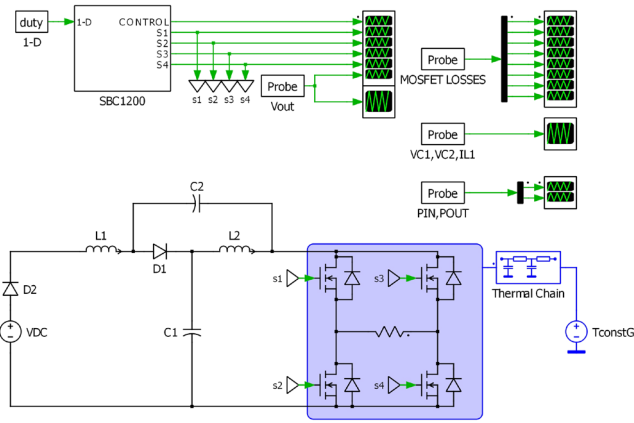 duty
1-D
1-D
CONTROL
S1
S2
S3
S4
SBC1200
s1 s2 s3 s4
Probe
Vout
Probe
MOSFET LOSSES
Probe
VC1,VC2,IL1
Probe
PIN,POUT
C2
L1
L2
D1
D2
VDC
C1
s1
s3
s2
s4
Thermal Chain
TconstG